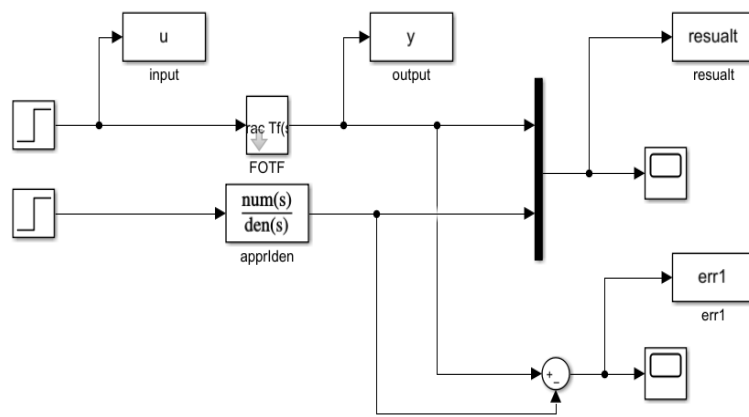 u
input
y
output
resualt
resualt
rac Tf(s
FOTF
num(s)
den(s)
apprIden
err1
err1
+
−